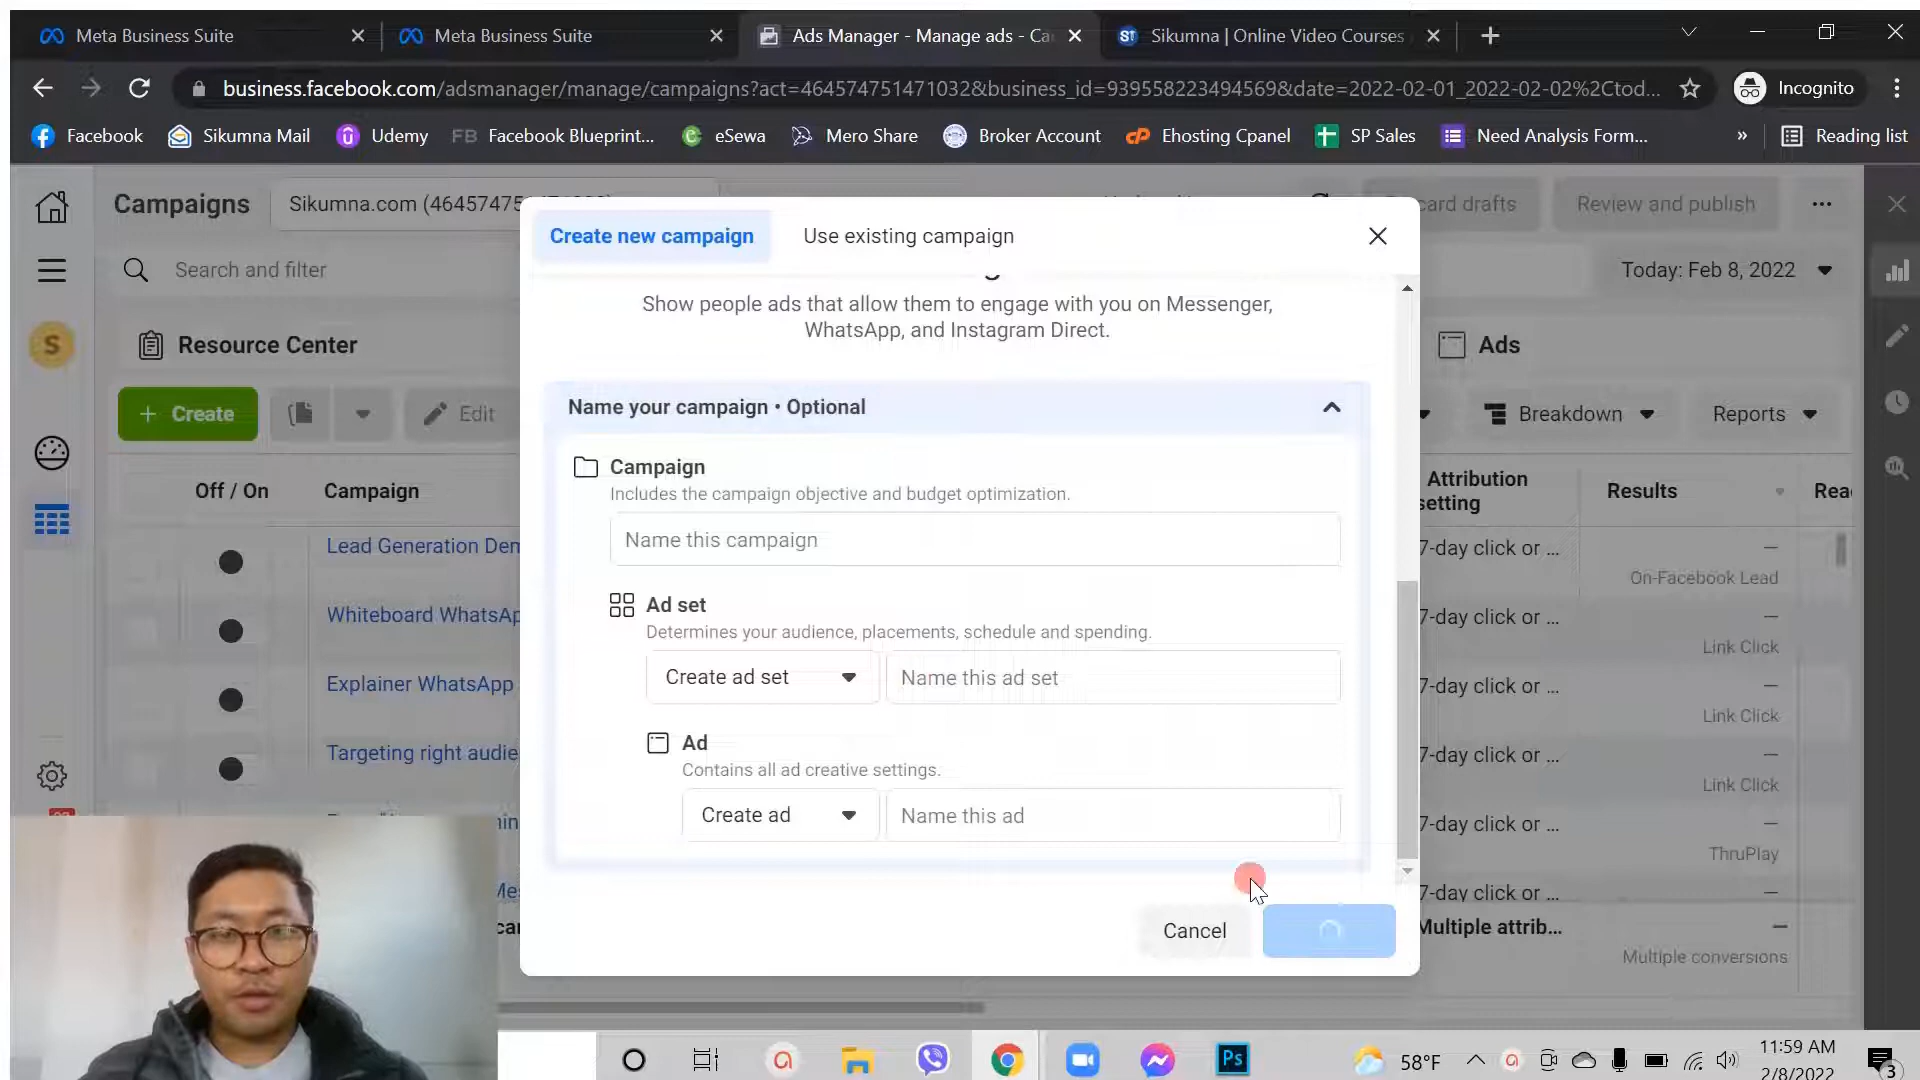 Meta Business Suite
Meta Business Suite
Ads Manager - Manage ads - Ca
ST
Sikumna | Online Video Courses
business.facebook.com/adsmanager/manage/campaigns?act=464574751471032&business_id=939558223494569&date=2022-02-01_2022-02-02%2Ctod...
Incognito
Facebook
Sikumna Mail
Udemy
FB Facebook Blueprint...
eSewa
Mero Share
Broker Account
cP Ehosting Cpanel
SP Sales
Need Analysis Form...
»
Reading list
Campaigns
Sikumna.com (46457475
card drafts
Review and publish
Create new campaign
Use existing campaign
Search and filter
Today: Feb 8, 2022
Show people ads that allow them to engage with you on Messenger,
WhatsApp, and Instagram Direct.
S
Resource Center
Ads
+ Create
Edit
Breakdown
Reports
Name your campaign • Optional
Off / On
Campaign
Attribution
setting
Results
Reac
Campaign
Includes the campaign objective and budget optimization.
Name this campaign
Lead Generation Den
7-day click or ...
—
On-Facebook Lead
Whiteboard WhatsAp
7-day click or ...
—
Link Click
Ad set
Determines your audience, placements, schedule and spending.
Create ad set
Name this ad set
Explainer WhatsApp
7-day click or ...
—
Link Click
Targeting right audie
7-day click or ...
—
Link Click
Ad
Contains all ad creative settings.
Create ad
Name this ad
7-day click or ...
—
ThruPlay
Mes
7-day click or ...
—
Cancel
Multiple attrib...
—
Multiple conversions
Ps
58°F
11:59 AM
2/8/2022
3